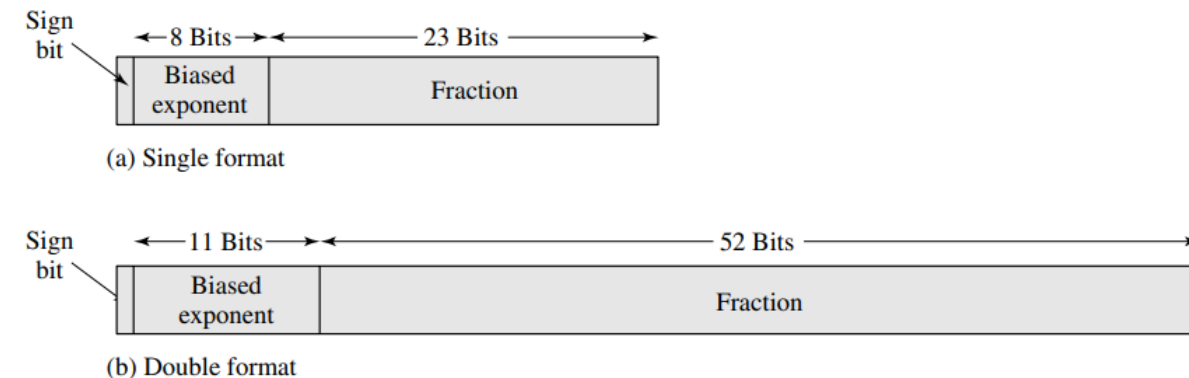 Sign
bit
8 Bits
23 Bits
Biased
exponent
Fraction
(a) Single format
Sign
bit
11 Bits
52 Bits
Biased
exponent
Fraction
(b) Double format